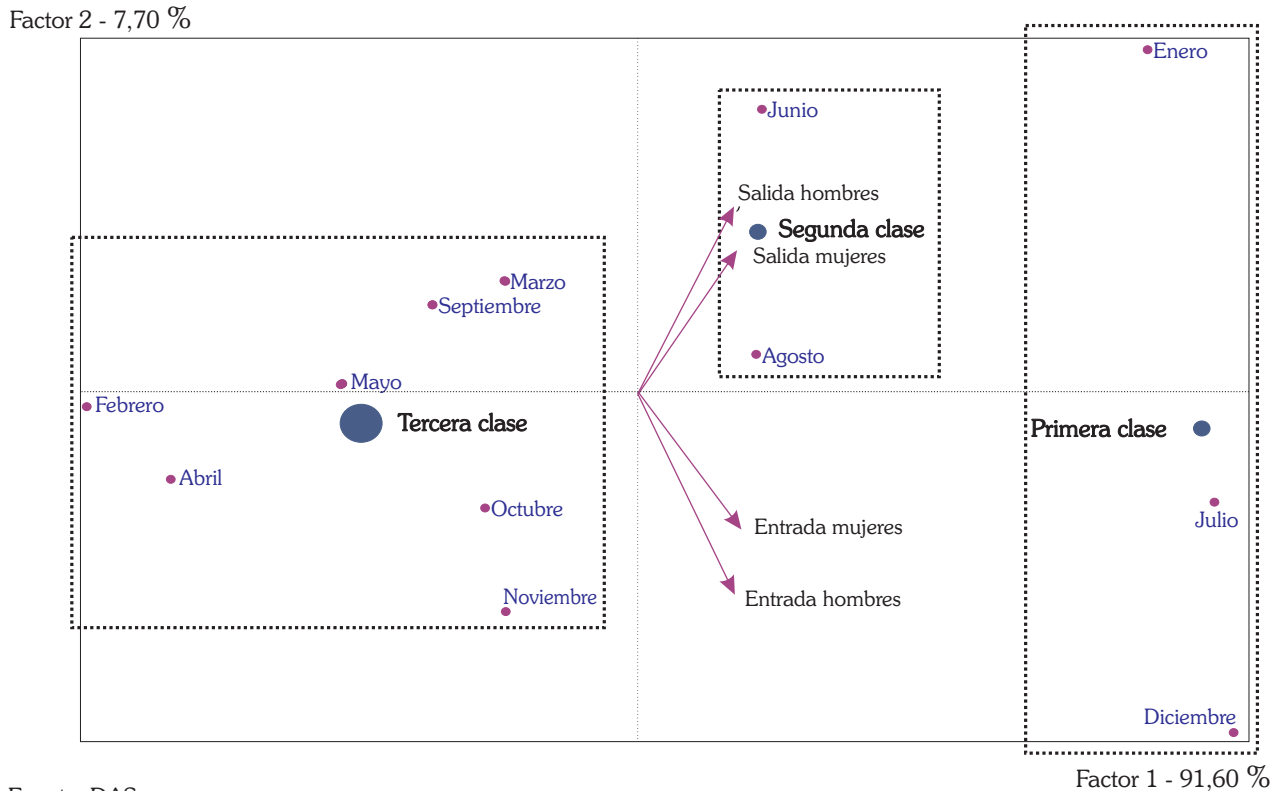 Factor 2 - 7,70 %
Enero
Junio
Salida hombres
Segunda clase
Salida mujeres
Marzo
Septiembre
Agosto
Mayo
Febrero
Tercera clase
Primera clase
Abril
Octubre
Julio
Entrada mujeres
Noviembre
Entrada hombres
Diciembre
Factor 1 - 91,60 %